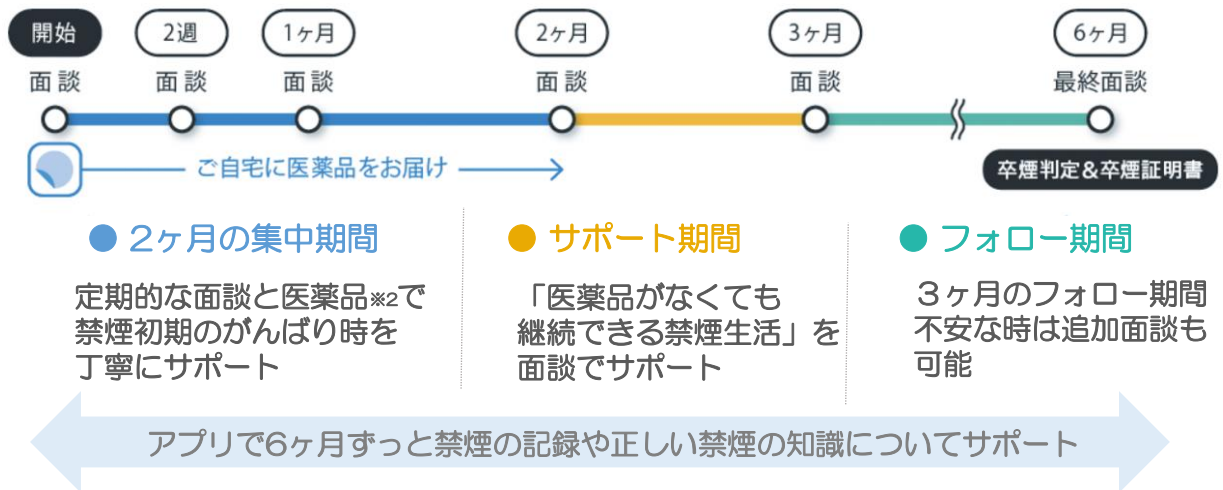 開始 2週 1ヶ月 2ヶ月 3ヶ月 6ヶ月
面談 面談 面談 面談 面談 最終面談
ご自宅に医薬品をお届け
卒煙判定&卒煙証明書
2ヶ月の集中期間
定期的な面談と医薬品※2で
禁煙初期のがんばり時を
丁寧にサポート
サポート期間
「医薬品がなくても
継続できる禁煙生活」を
面談でサポート
フォロー期間
3ヶ月のフォロー期間
不安な時は追加面談も
可能
アプリで6ヶ月ずっと禁煙の記録や正しい禁煙の知識についてサポート